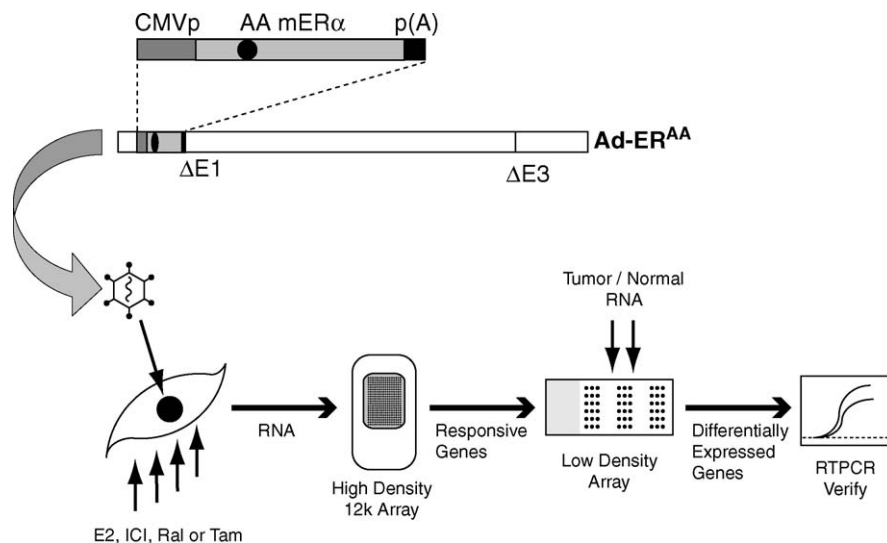 CMVp AA mERα p(A)
Ad-ER^AA
ΔE1
ΔE3
Tumor / Normal
RNA
RNA
Responsive
Genes
Differentially
Expressed
Genes
High Density
12k Array
Low Density
Array
RTPCR
Verify
E2, ICI, Ral or Tam